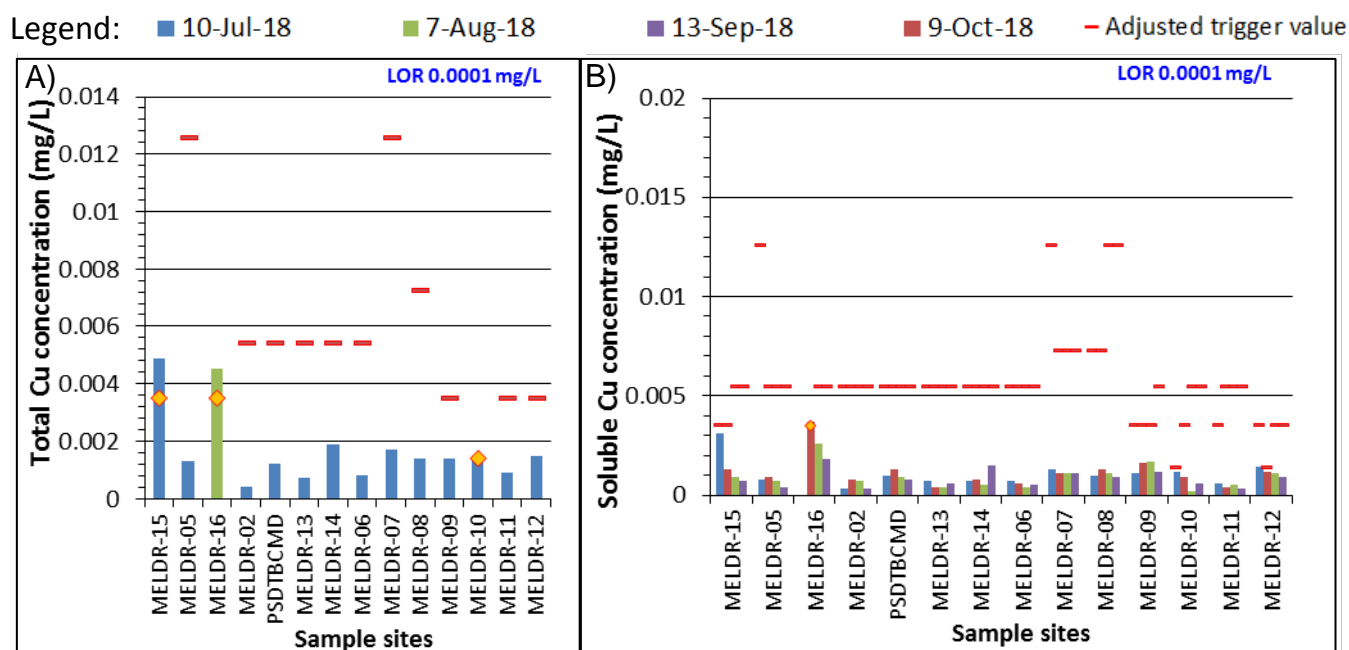 Legend: 10-Jul-18 7-Aug-18 13-Sep-18 9-Oct-18 Adjusted trigger value
A)
LOR 0.0001 mg/L
Total Cu concentration (mg/L)
0.014
0.012
0.01
0.008
0.006
0.004
0.002
0
MELDR-15
MELDR-05
MELDR-16
MELDR-02
PSDTBCMD
MELDR-13
MELDR-14
MELDR-06
MELDR-07
MELDR-08
MELDR-09
MELDR-10
MELDR-11
MELDR-12
Sample sites
B)
LOR 0.0001 mg/L
Soluble Cu concentration (mg/L)
0.02
0.015
0.01
0.005
0
MELDR-15
MELDR-05
MELDR-16
MELDR-02
PSDTBCMD
MELDR-13
MELDR-14
MELDR-06
MELDR-07
MELDR-08
MELDR-09
MELDR-10
MELDR-11
MELDR-12
Sample sites